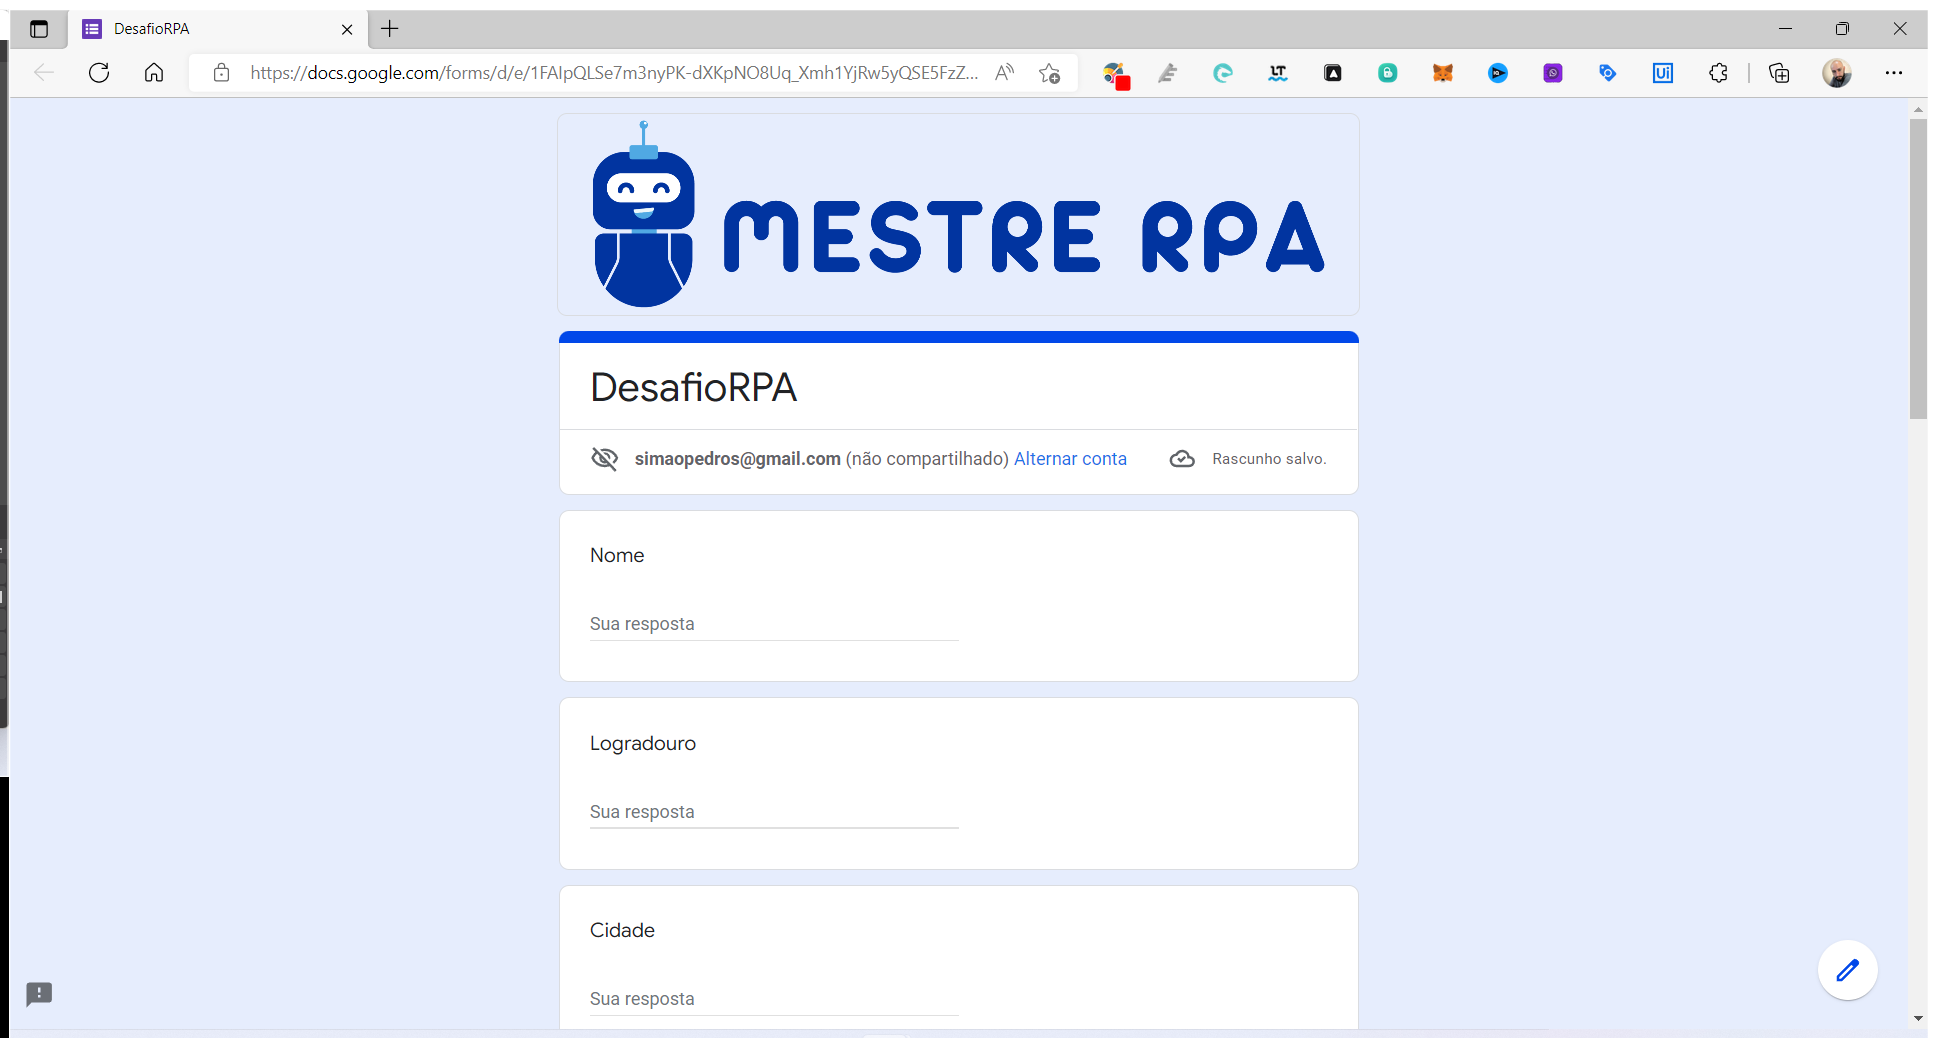 DesafioRPA
https://docs.google.com/forms/d/e/1FAIpQLSe7m3nyPK-dXKpNO8Uq_Xmh1YjRw5yQSE5FzZ...
MESTRE RPA
DesafioRPA
simaopedros@gmail.com (não compartilhado) Alternar conta
Rascunho salvo.
Nome
Sua resposta
Logradouro
Sua resposta
Cidade
Sua resposta